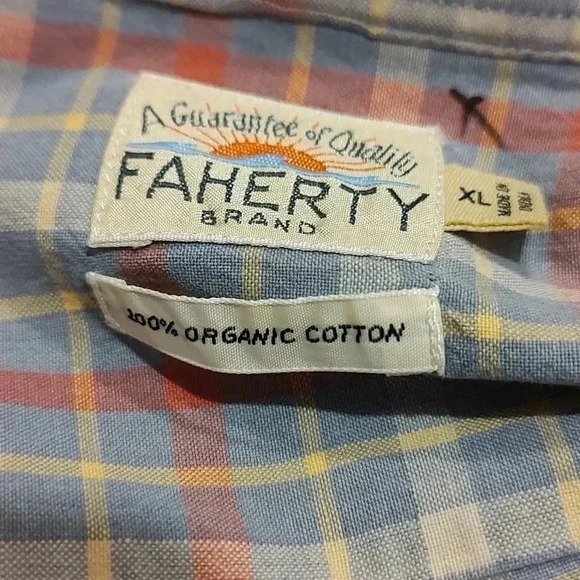 A Guarantee of Quality
FAHERTY
BRAND
XL
100% ORGANIC COTTON